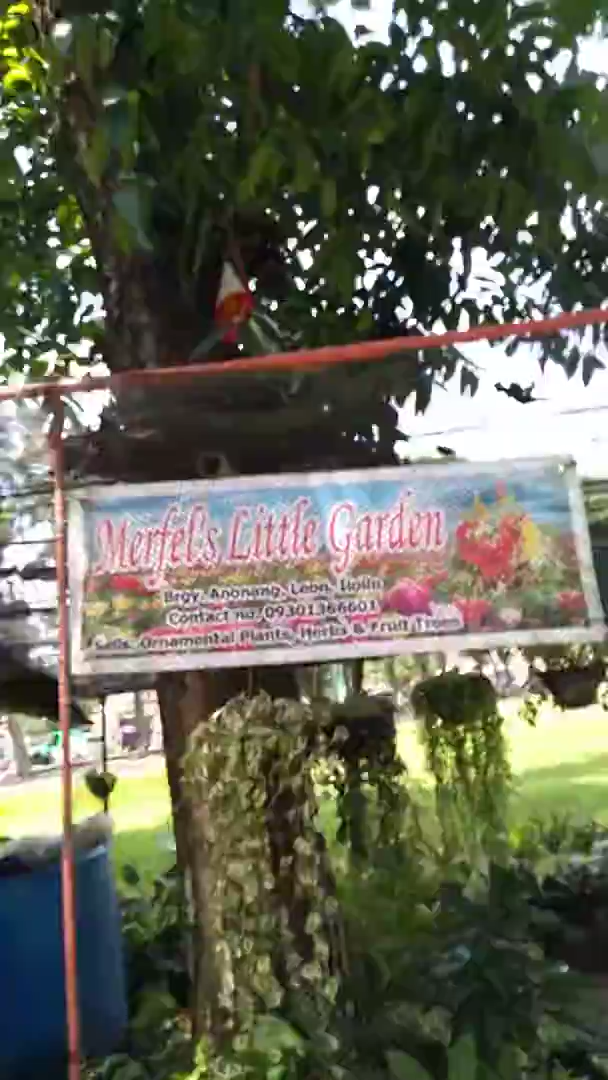 Merfel's Little Garden
Brgy. Anonang, Leon, Iloilo
Contact no. 09301366601
Sells: Ornamental Plants, Herbs & Fruit Trees